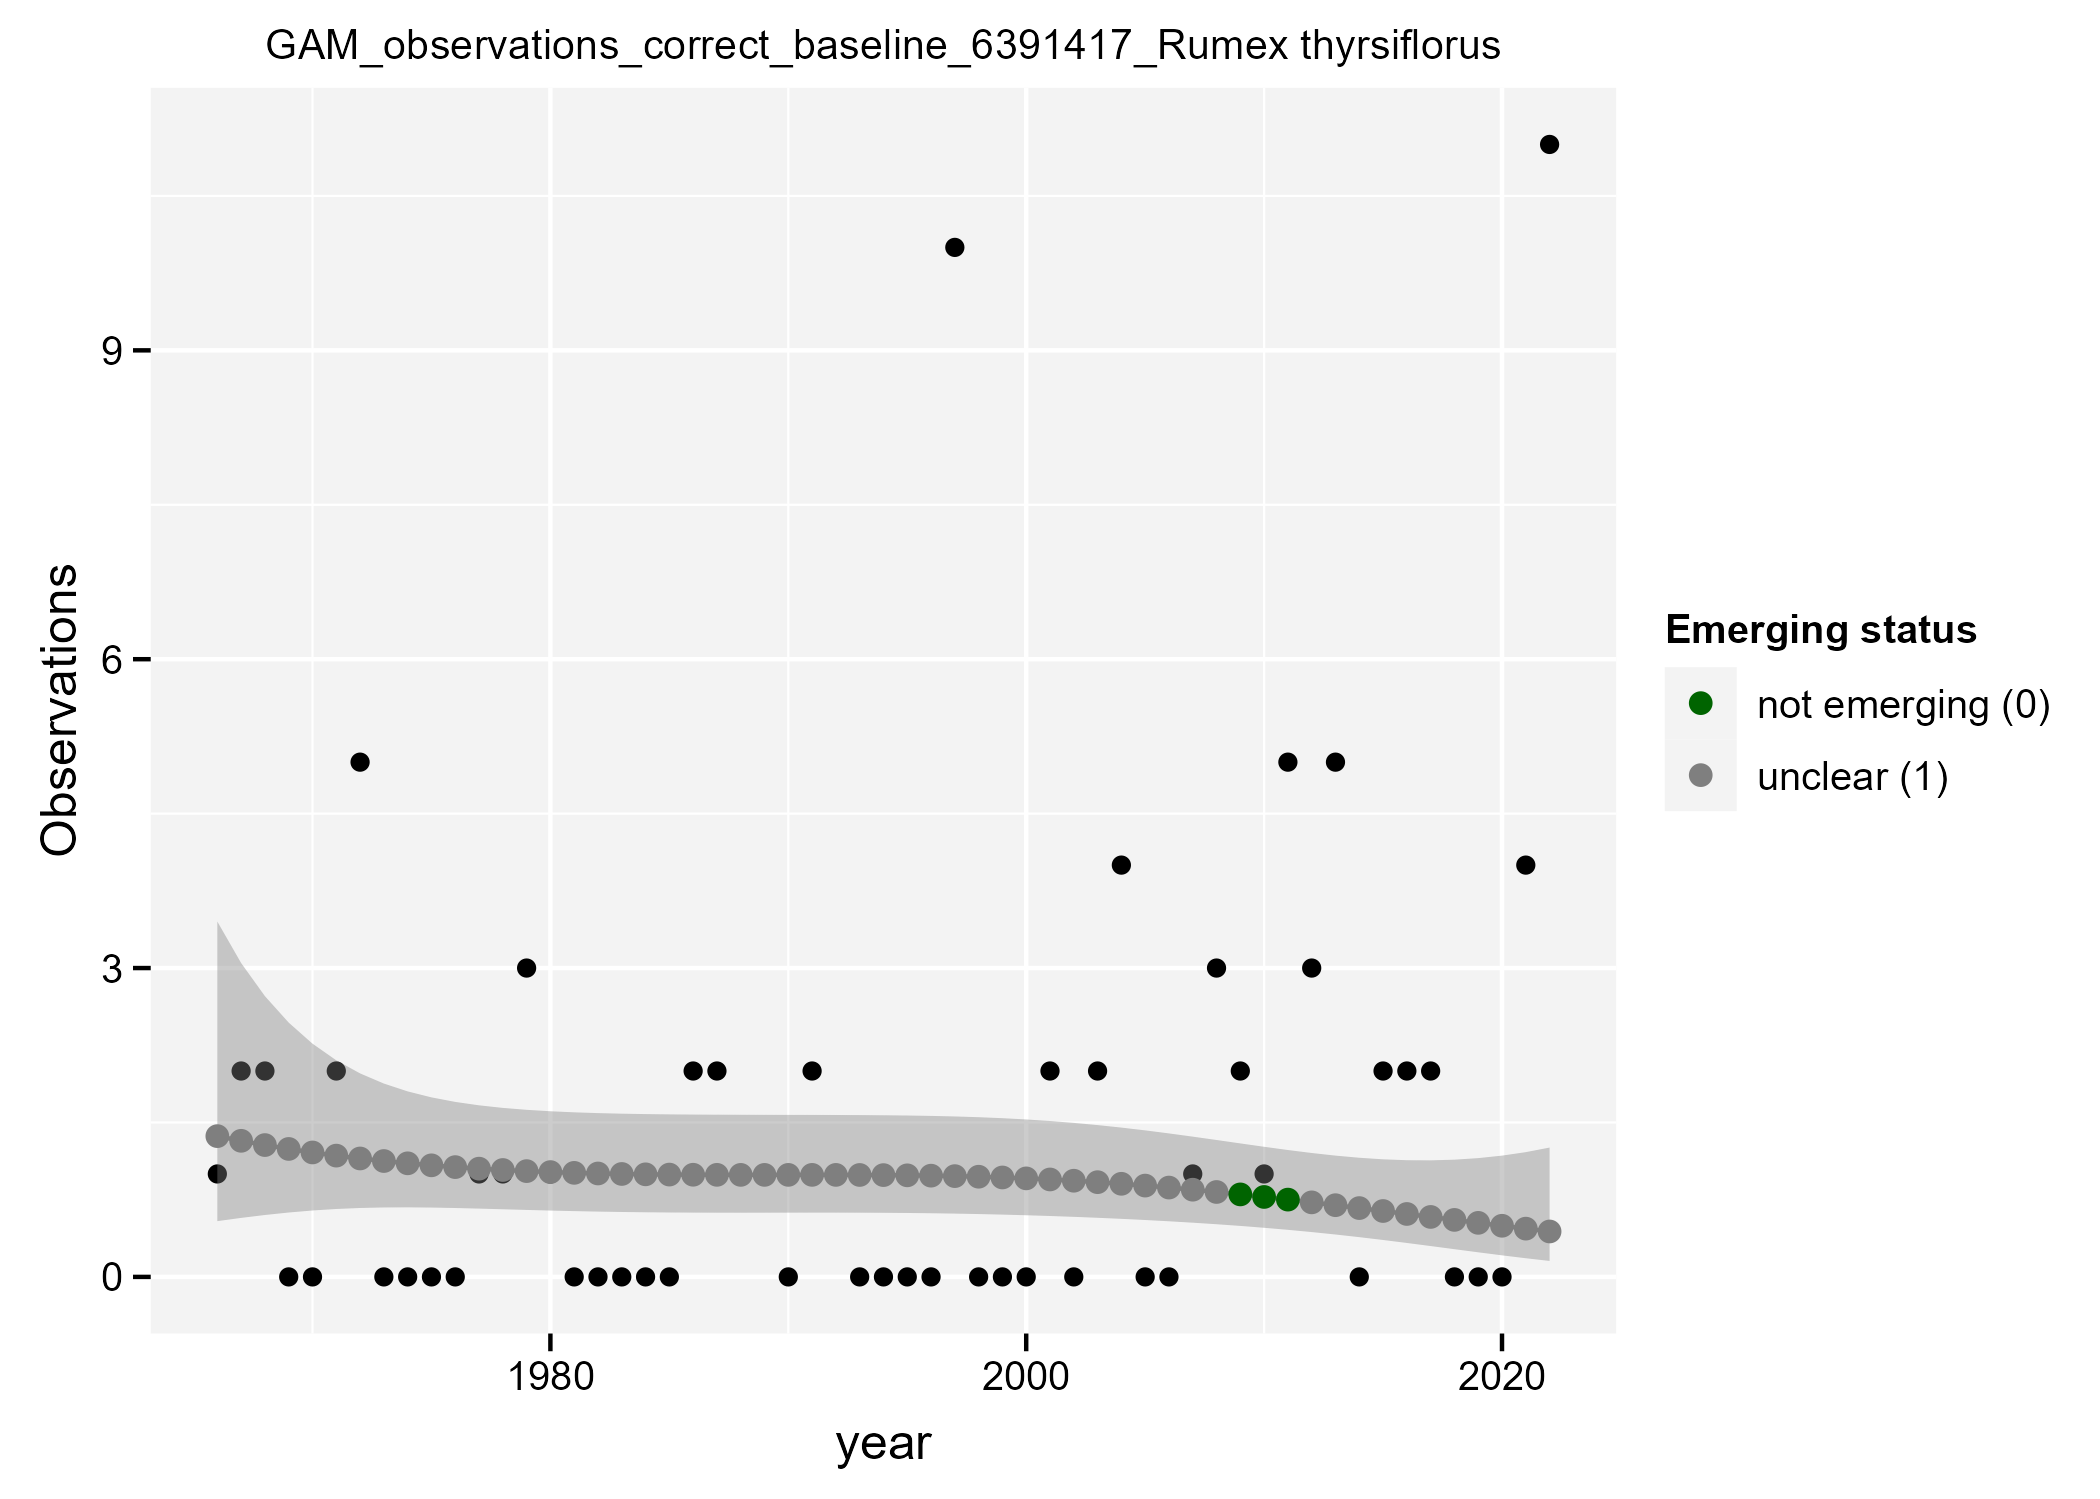 GAM_observations_correct_baseline_6391417_Rumex thyrsiflorus
Observations
9
6
3
0
1980
2000
2020
year
Emerging status
not emerging (0)
unclear (1)